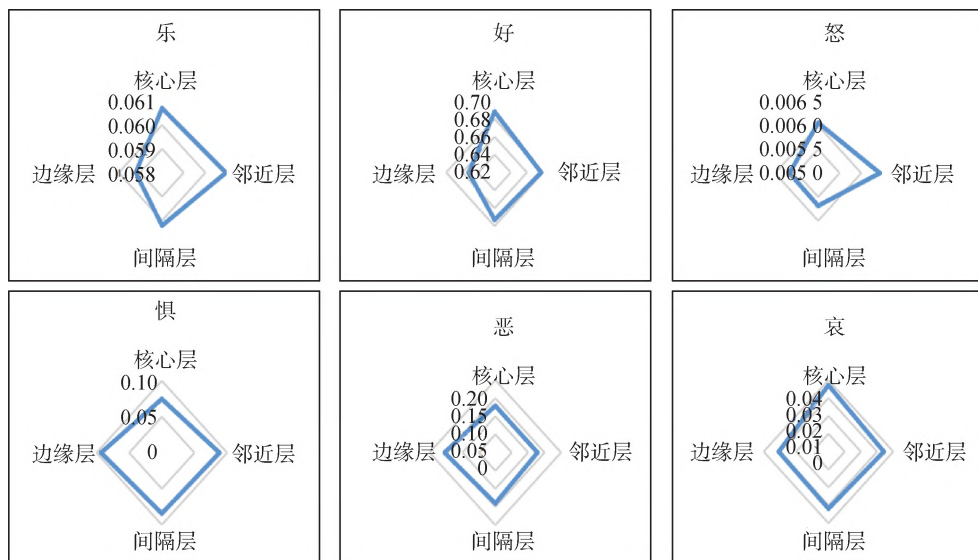 乐
核心层
0.061
0.060
0.059
0.058
边缘层
邻近层
间隔层
好
核心层
0.70
0.68
0.66
0.64
0.62
边缘层
邻近层
间隔层
怒
核心层
0.006 5
0.006 0
0.005 5
0.005 0
边缘层
邻近层
间隔层
惧
核心层
0.10
0.05
0
边缘层
邻近层
间隔层
恶
核心层
0.20
0.15
0.10
0.05
0
边缘层
邻近层
间隔层
哀
核心层
0.04
0.03
0.02
0.01
0
边缘层
邻近层
间隔层